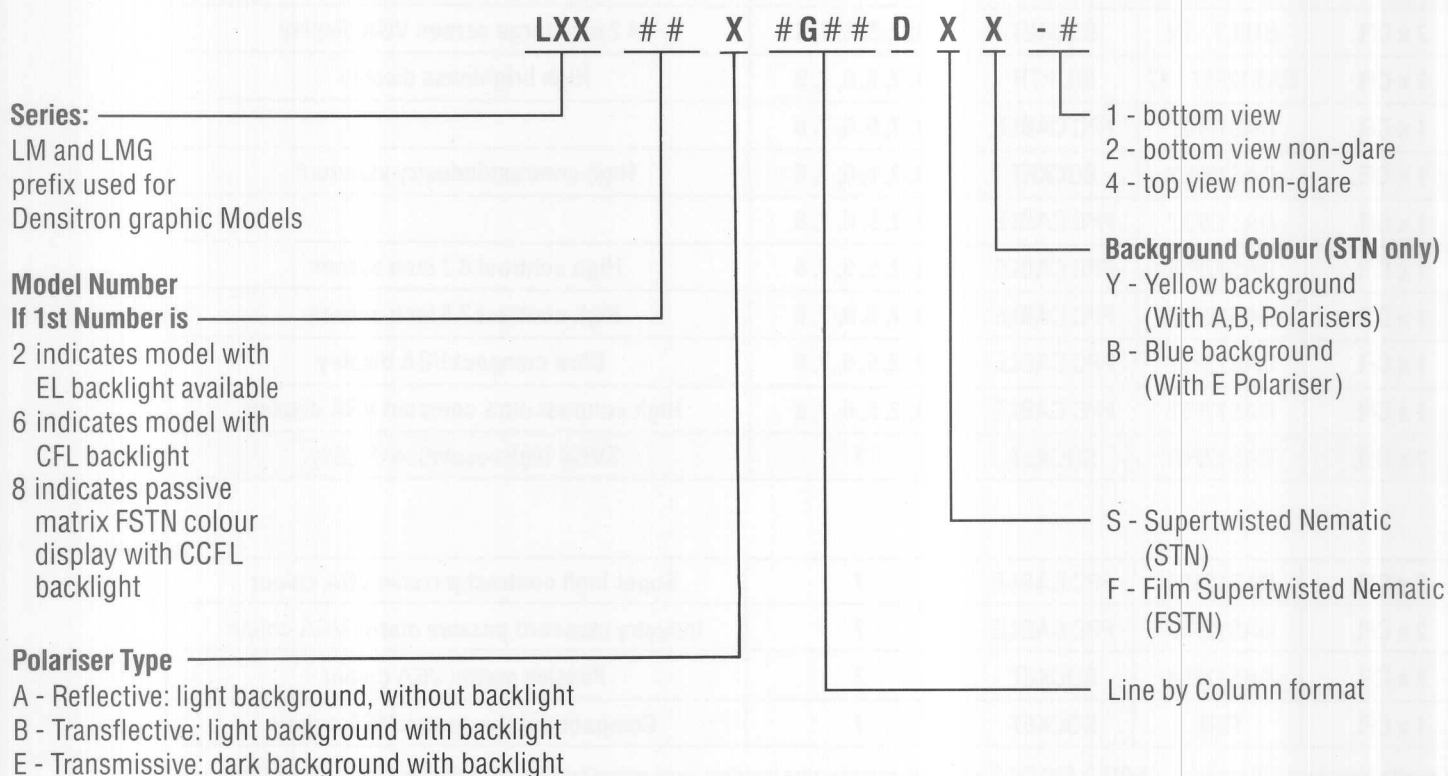 LXX ## X #G## D X X -#
Series:
LM and LMG
prefix used for
Densitron graphic Models
Model Number
If 1st Number is
2 indicates model with
EL backlight available
6 indicates model with
CFL backlight
8 indicates passive
matrix FSTN colour
display with CCFL
backlight
Polariser Type
A - Reflective: light background, without backlight
B - Transflective: light background with backlight
E - Transmissive: dark background with backlight
1 - bottom view
2 - bottom view non-glare
4 - top view non-glare
Background Colour (STN only)
Y - Yellow background
(With A,B, Polarisers)
B - Blue background
(With E Polariser)
S - Supertwisted Nematic
(STN)
F - Film Supertwisted Nematic
(FSTN)
Line by Column format